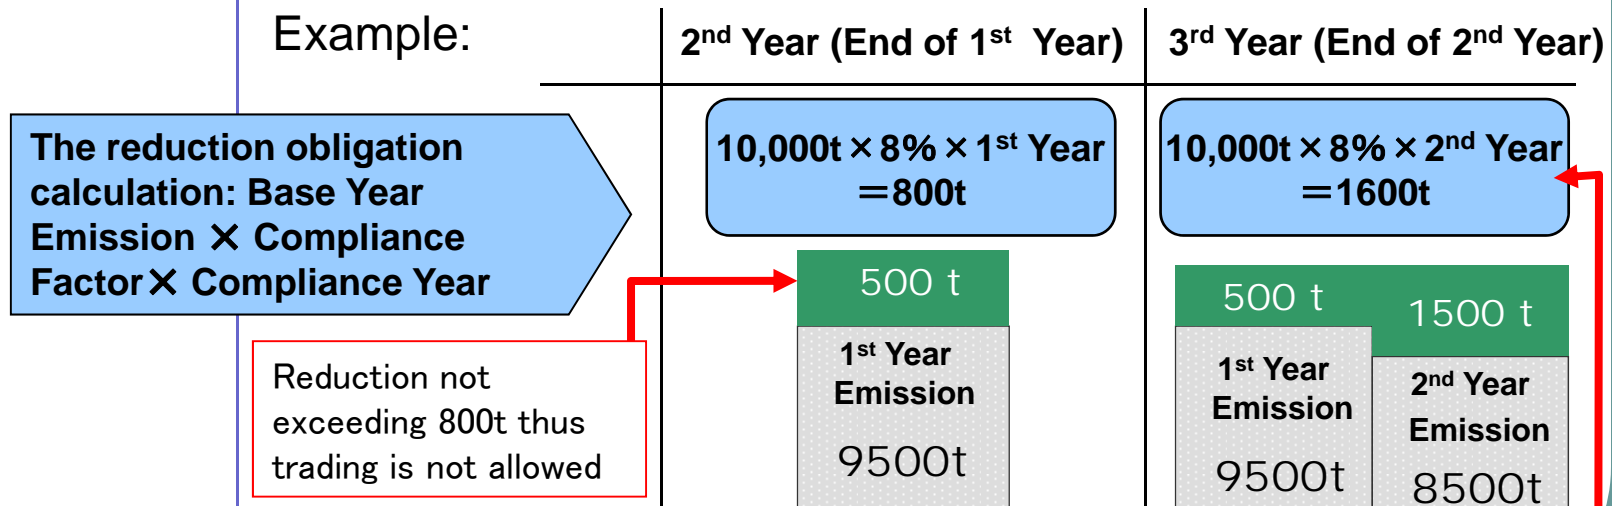 Example:
2nd Year (End of 1st Year)
3rd Year (End of 2nd Year)
The reduction obligation
calculation: Base Year
Emission × Compliance
Factor× Compliance Year
10,000t×8%×1st Year
=800t
10,000t×8%×2nd Year
=1600t
Reduction not
exceeding 800t thus
trading is not allowed
500 t
1st Year
Emission
9500t
500 t
1st Year
Emission
9500t
1500 t
2nd Year
Emission
8500t